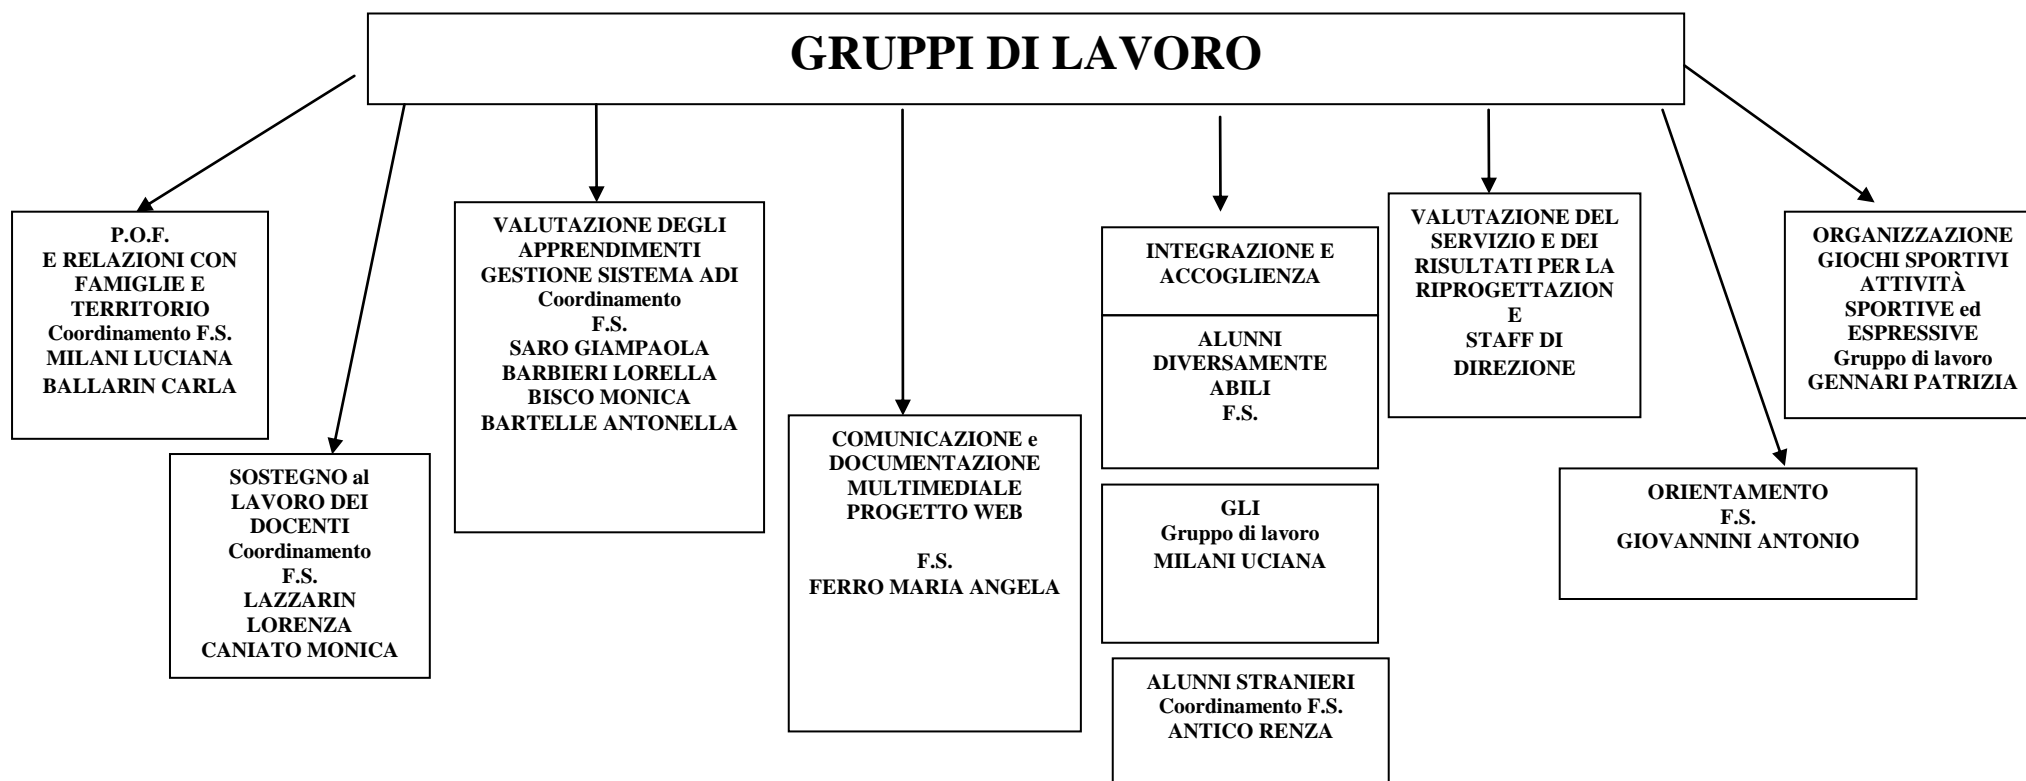 GRUPPI DI LAVORO
P.O.F.
E RELAZIONI CON
FAMIGLIE E
TERRITORIO
Coordinamento F.S.
MILANI LUCIANA
BALLARIN CARLA
SOSTEGNO al
LAVORO DEI
DOCENTI
Coordinamento
F.S.
LAZZARIN
LORENZA
CANIATO MONICA
VALUTAZIONE DEGLI
APPRENDIMENTI
GESTIONE SISTEMA ADI
Coordinamento
F.S.
SARO GIAMPAOLA
BARBIERI LORELLA
BISCO MONICA
BARTELLE ANTONELLA
COMUNICAZIONE e
DOCUMENTAZIONE
MULTIMEDIALE
PROGETTO WEB
F.S.
FERRO MARIA ANGELA
INTEGRAZIONE E
ACCOGLIENZA
ALUNNI
DIVERSAMENTE
ABILI
F.S.
GLI
Gruppo di lavoro
MILANI UCIANA
ALUNNI STRANIERI
Coordinamento F.S.
ANTICO RENZA
VALUTAZIONE DEL
SERVIZIO E DEI
RISULTATI PER LA
RIPROGETTAZION
E
STAFF DI
DIREZIONE
ORIENTAMENTO
F.S.
GIOVANNINI ANTONIO
ORGANIZZAZIONE
GIOCHI SPORTIVI
ATTIVITÀ
SPORTIVE ed
ESPRESSIVE
Gruppo di lavoro
GENNARI PATRIZIA